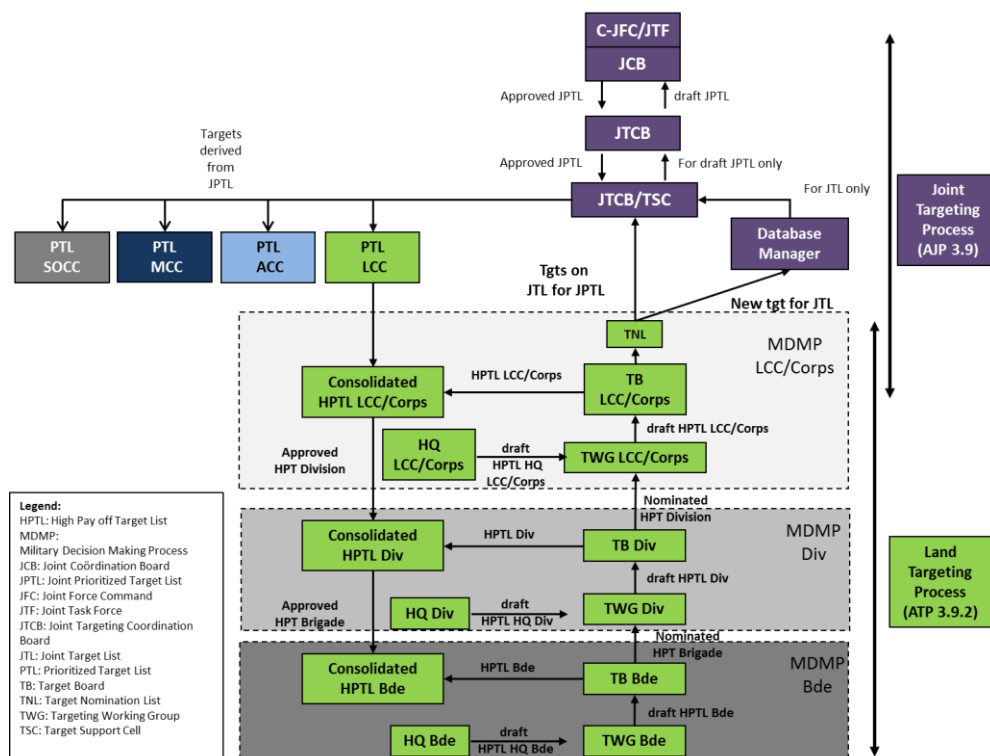 C-JFC/JTF
JCB
Approved JPTL
draft JPTL
JTCB
Approved JPTL
For draft JPTL only
Targets
derived
from
JPTL
JTCB/TSC
For JTL only
Joint
Targeting
Process
(AJP 3.9)
PTL
SOCC
PTL
MCC
PTL
ACC
PTL
LCC
Database
Manager
Tgts on
JTL for JPTL
New tgt for JTL
TNL
MDMP
LCC/Corps
Consolidated
HPTL LCC/Corps
HPTL LCC/Corps
TB
LCC/Corps
draft HPTL LCC/Corps
HQ
LCC/Corps
draft
HPTL HQ
LCC/Corps
TWG LCC/Corps
Approved
HPT Division
Nominated
HPT Division
MDMP
Div
Consolidated
HPTL Div
HPTL Div
TB Div
draft HPTL Div
HQ Div
draft
HPTL HQ Div
TWG Div
Approved
HPT Brigade
Nominated
HPT Brigade
MDMP
Bde
Consolidated
HPTL Bde
HPTL Bde
TB Bde
draft HPTL Bde
HQ Bde
draft
HPTL HQ Bde
TWG Bde
Land
Targeting
Process
(ATP 3.9.2)
Legend:
HPTL: High Pay off Target List
MDMP:
Military Decision Making Process
JCB: Joint Coördination Board
JPTL: Joint Prioritized Target List
JFC: Joint Force Command
JTF: Joint Task Force
JTCB: Joint Targeting Coordination
Board
JTL: Joint Target List
PTL: Prioritized Target List
TB: Target Board
TNL: Target Nomination List
TWG: Targeting Working Group
TSC: Target Support Cell